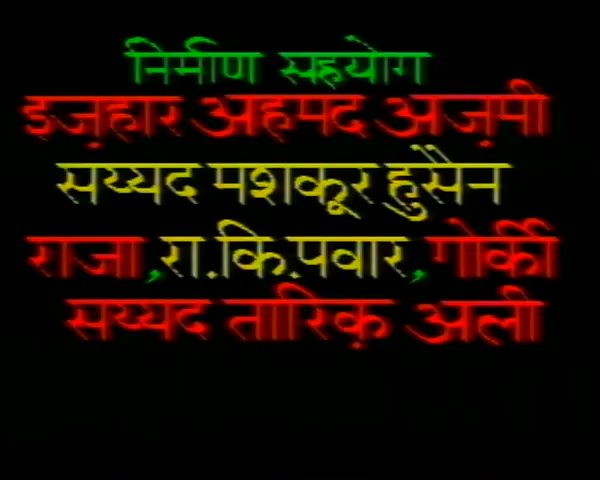 निर्माण सहयोग
इज़हार अहमद अज़मी
सय्यद मशकूर हुसैन
राजा,रा.कि.पवार,गोर्की
सय्यद तारिक़ अली